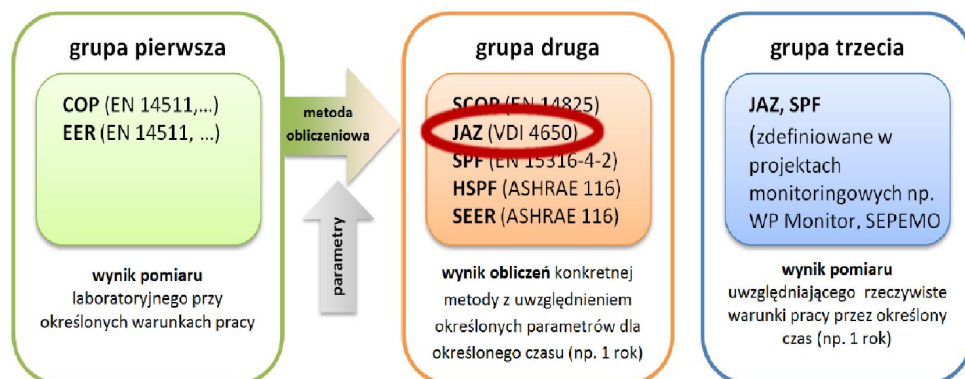 grupa pierwsza
COP (EN 14511,...)
EER (EN 14511, ...)
wynik pomiaru
laboratoryjnego przy
określonych warunkach pracy
metoda
obliczeniowa
parametry
grupa druga
SCOP (EN 14825)
JAZ (VDI 4650)
SPF (EN 15316-4-2)
HSPF (ASHRAE 116)
SEER (ASHRAE 116)
wynik obliczeń konkretnej
metody z uwzględnieniem
określonych parametrów dla
określonego czasu (np. 1 rok)
grupa trzecia
JAZ, SPF
(zdefiniowane w
projektach
monitoringowych np.
WP Monitor, SEPEMO
wynik pomiaru
uwzględniającego rzeczywiste
warunki pracy przez określony
czas (np. 1 rok)